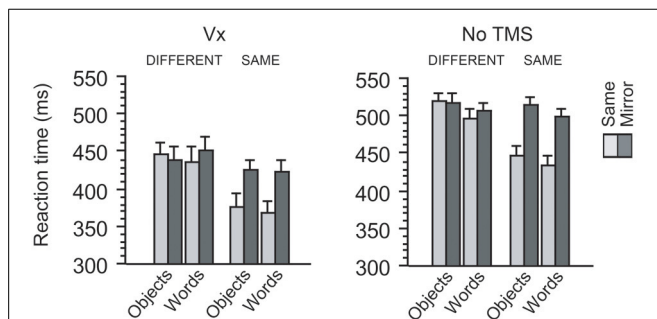 Vx
DIFFERENT SAME
550
500
450
400
350
300
Reaction time (ms)
Objects
Words
Objects
Words
No TMS
DIFFERENT SAME
550
500
450
400
350
300
Objects
Words
Objects
Words
Same
Mirror